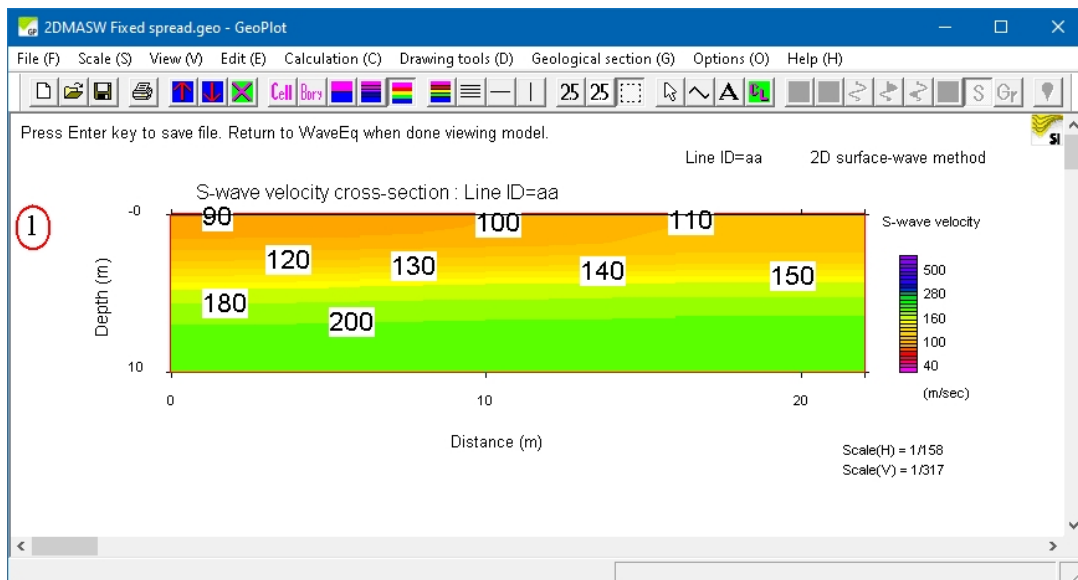 GP 2DMASW Fixed spread.geo - GeoPlot
File (F) Scale (S) View (V) Edit (E) Calculation (C) Drawing tools (D) Geological section (G) Options (O) Help (H)
Cell Bory 25 25 A CL S Gr
Press Enter key to save file. Return to WaveEq when done viewing model.
SI
Line ID=aa 2D surface-wave method
S-wave velocity cross-section : Line ID=aa
1
-0
90 100 110
120 130 140 150
180 200
Depth (m)
10
0 10 20
Distance (m)
S-wave velocity
500
280
160
100
40
(m/sec)
Scale(H) = 1/158
Scale(V) = 1/317